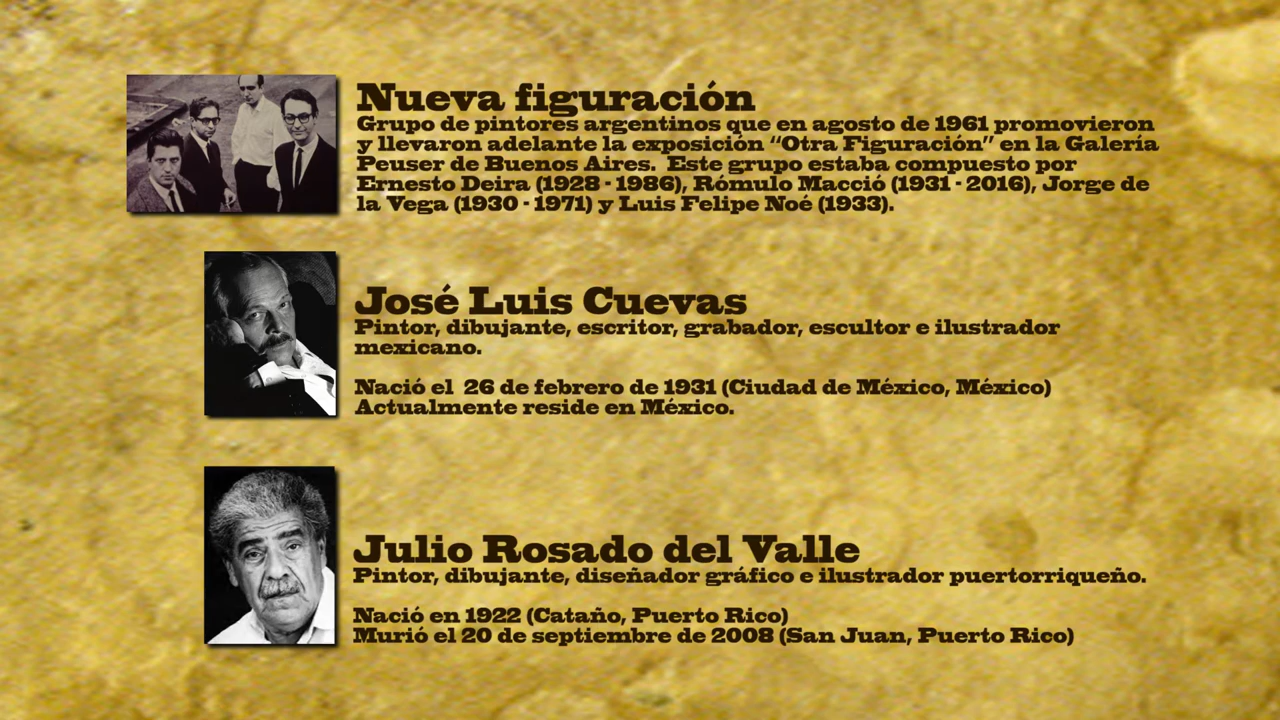 Nueva figuración
Grupo de pintores argentinos que en agosto de 1961 promovieron
y llevaron adelante la exposición “Otra Figuración” en la Galería
Peuser de Buenos Aires.  Este grupo estaba compuesto por
Ernesto Deira (1928 - 1986), Rómulo Macció (1931 - 2016), Jorge de
la Vega (1930 - 1971) y Luis Felipe Noé (1933).
José Luis Cuevas
Pintor, dibujante, escritor, grabador, escultor e ilustrador
mexicano.
Nació el  26 de febrero de 1931 (Ciudad de México, México)
Actualmente reside en México.
Julio Rosado del Valle
Pintor, dibujante, diseñador gráfico e ilustrador puertorriqueño.
Nació en 1922 (Cataño, Puerto Rico)
Murió el 20 de septiembre de 2008 (San Juan, Puerto Rico)